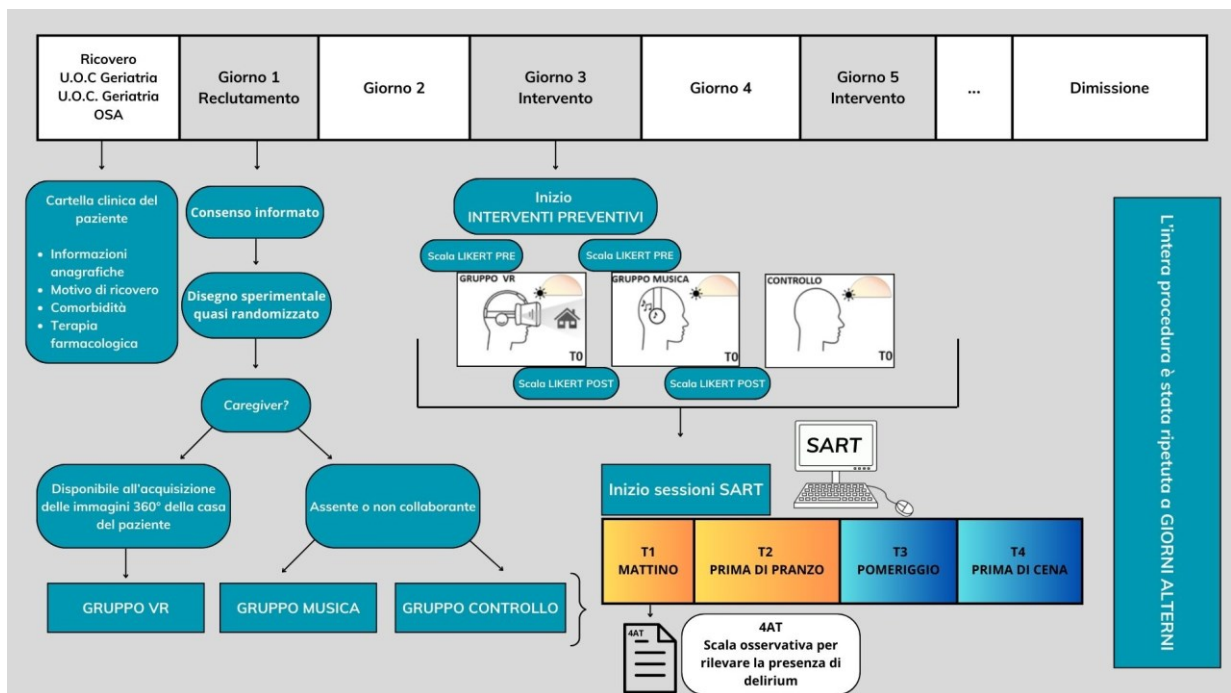 Ricovero
U.O.C Geriatria
U.O.C. Geriatria
OSA
Giorno 1
Reclutamento
Giorno 2
Giorno 3
Intervento
Giorno 4
Giorno 5
Intervento
...
Dimissione
Cartella clinica del
paziente
• Informazioni
anagrafiche
• Motivo di ricovero
• Comorbidità
• Terapia
farmacologica
Consenso informato
Disegno sperimentale
quasi randomizzato
Caregiver?
Disponibile all'acquisizione
delle immagini 360° della casa
del paziente
Assente o non collaborante
GRUPPO VR
GRUPPO MUSICA
GRUPPO CONTROLLO
Inizio
INTERVENTI PREVENTIVI
Scala LIKERT PRE
Scala LIKERT PRE
GRUPPO VR
T0
GRUPPO MUSICA
T0
CONTROLLO
T0
Scala LIKERT POST
Scala LIKERT POST
SART
Inizio sessioni SART
T1
MATTINO
T2
PRIMA DI PRANZO
T3
POMERIGGIO
T4
PRIMA DI CENA
4AT
4AT
Scala osservativa per
rilevare la presenza di
delirium
L'intera procedura è stata ripetuta a GIORNI ALTERNI